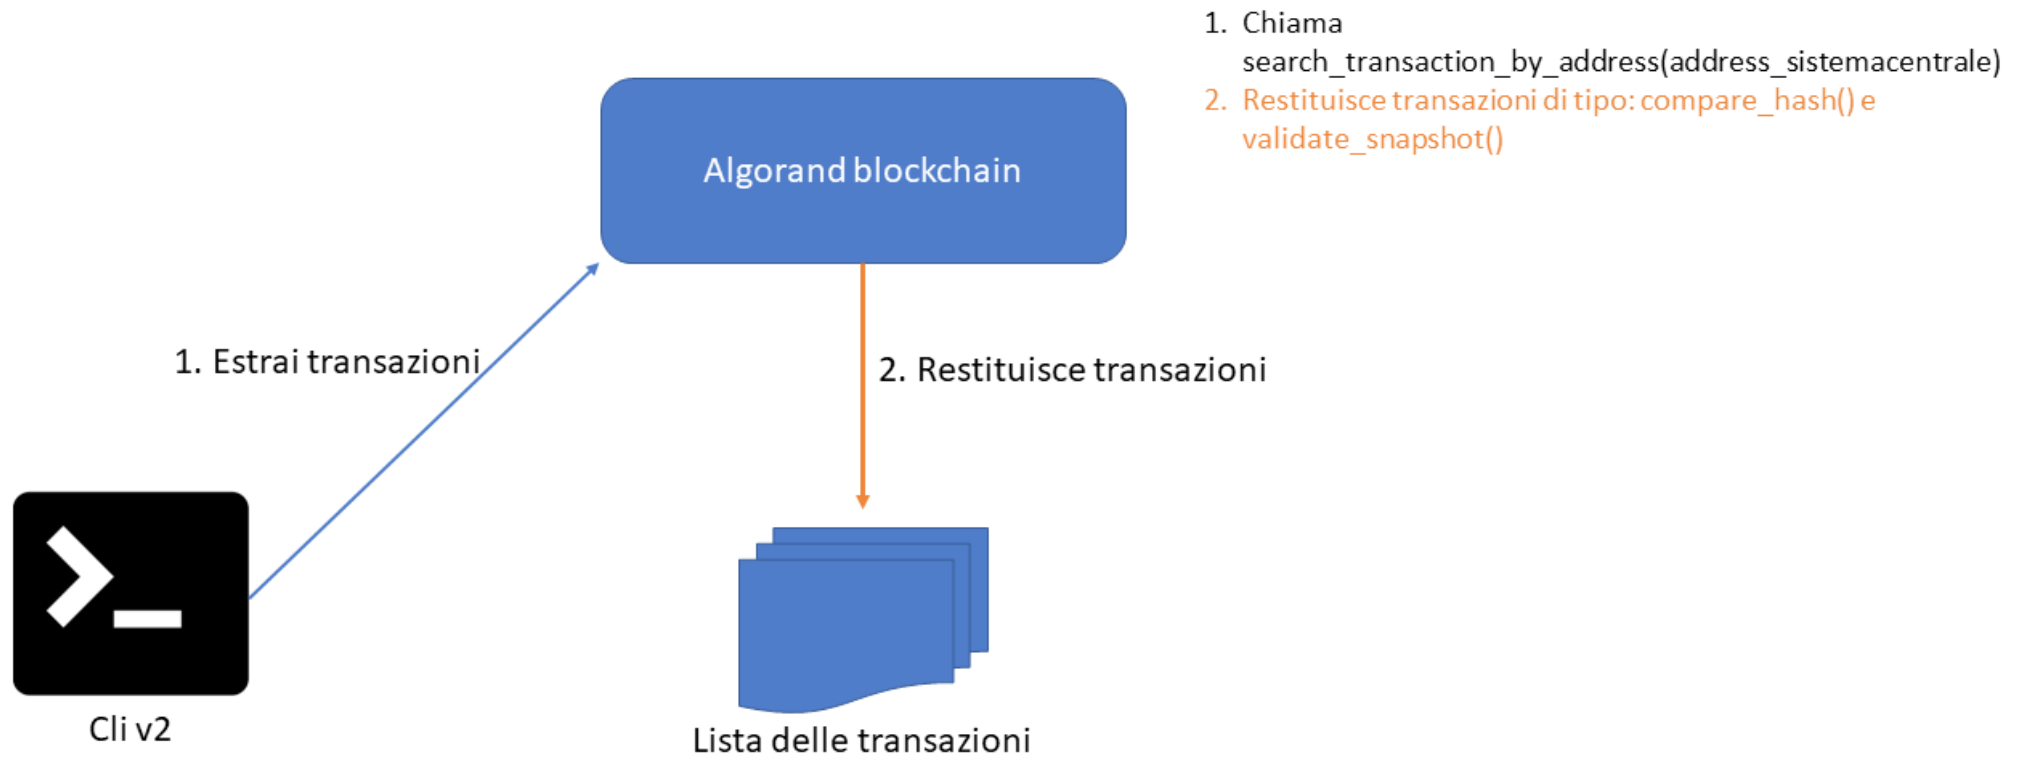 1. Chiama
search_transaction_by_address(address_sistemacentrale)
2. Restituisce transazioni di tipo: compare_hash() e
validate_snapshot()
Algorand blockchain
1. Estrai transazioni
2. Restituisce transazioni
Cli v2
Lista delle transazioni